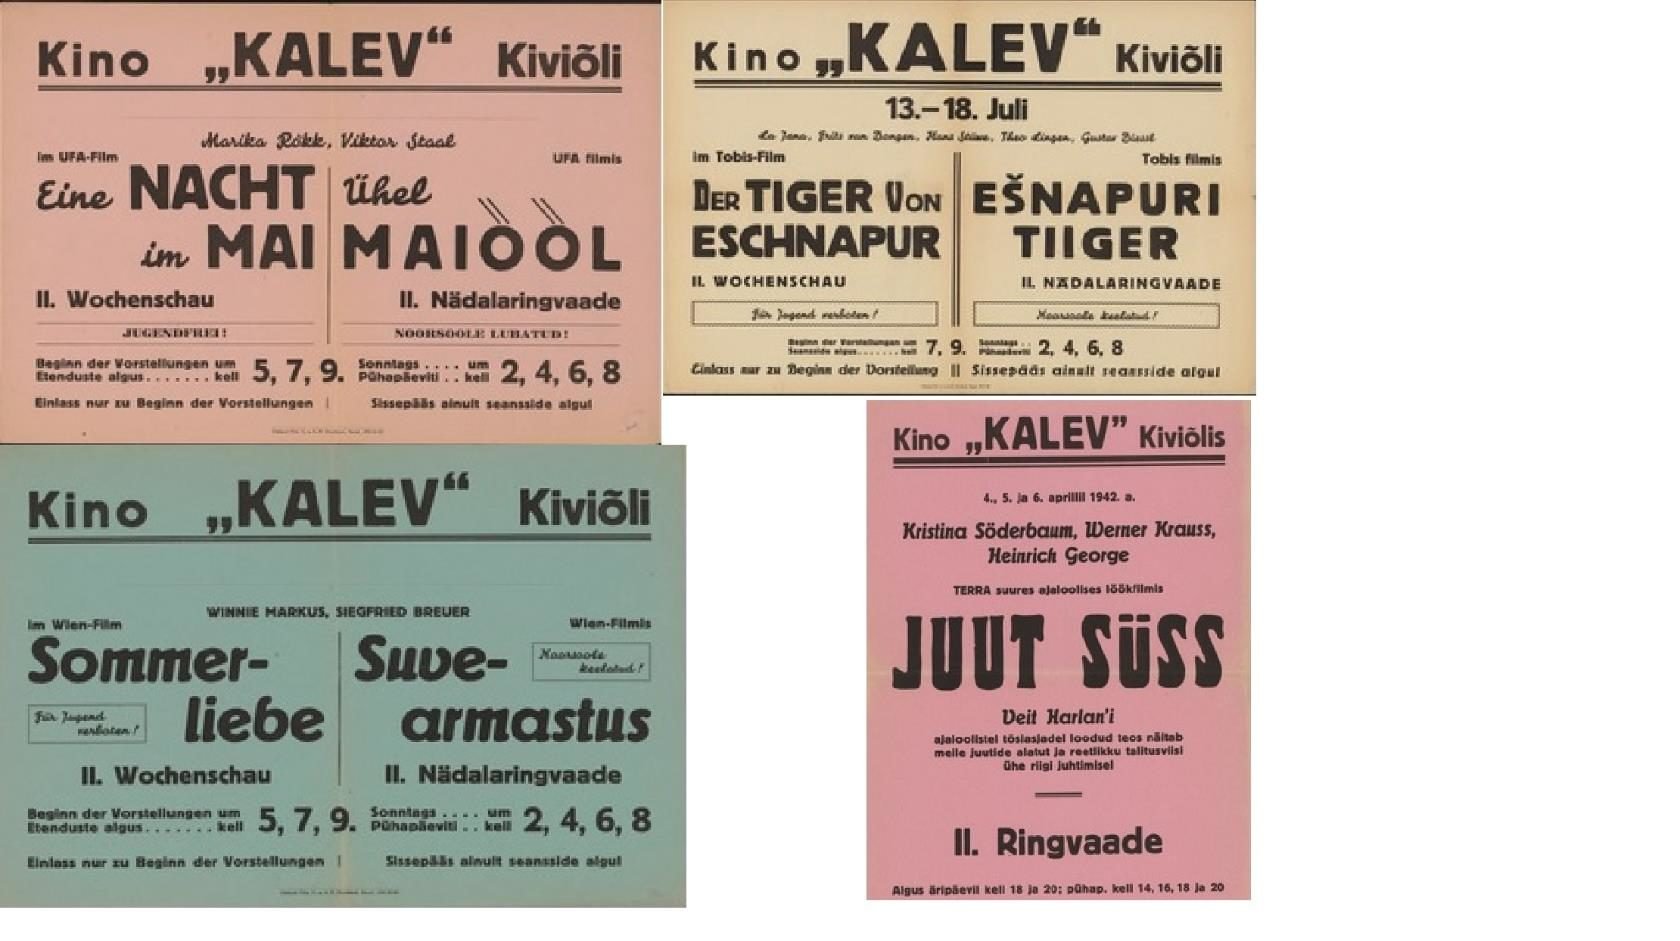 Kino „KALEV“ Kiviõli
Marika Rökk, Viktor Staal
im UFA-Film
UFA filmis
Eine NACHT
im MAI
Ühel
MAIÖÖL
II. Wochenschau
II. Nädalaringvaade
JUGENDFREI!
NOORSOOLE LUBATUD!
Beginn der Vorstellungen um
Etenduste algus....... kell
5, 7, 9.
Sonntags .... um
Pühapäeviti .. kell
2, 4, 6, 8
Einlass nur zu Beginn der Vorstellungen
Sissepääs ainult seansside algul
Kino „KALEV“ Kiviõli
13.–18. Juli
La Jana, Frits van Dongen, Hans Stüwe, Theo Lingen, Gustav Diessl
im Tobis-Film
Tobis filmis
DER TIGER VON
ESCHNAPUR
EŠNAPURI
TIIGER
II. WOCHENSCHAU
II. NÄDALARINGVAADE
Für Jugend verboten!
Noorsoole keelatud!
Beginn der Vorstellungen um
Seansside algus....... kell
7, 9.
Sonntags ..
Pühapäeviti
2, 4, 6, 8
Einlass nur zu Beginn der Vorstellung || Sissepääs ainult seansside algul
Kino „KALEV“ Kiviõli
WINNIE MARKUS, SIEGFRIED BREUER
im Wien-Film
Wien-Filmis
Sommer-
liebe
Für Jugend
verboten!
Suve-
armastus
Noorsoole
keelatud!
II. Wochenschau
II. Nädalaringvaade
Beginn der Vorstellungen um
Etenduste algus....... kell
5, 7, 9.
Sonntags .... um
Pühapäeviti .. kell
2, 4, 6, 8
Einlass nur zu Beginn der Vorstellungen
Sissepääs ainult seansside algul
Kino „KALEV” Kiviõlis
4., 5. ja 6. aprillil 1942. a.
Kristina Söderbaum, Werner Krauss,
Heinrich George
TERRA suures ajaloolises löökfilmis
JUUT SÜSS
Veit Harlan'i
ajaloolistel tõsiasjadel loodud teos näitab
meile juutide alatut ja reetlikku talitusviisi
ühe riigi juhtimisel
II. Ringvaade
Algus äripäevil kell 18 ja 20; pühap. kell 14, 16, 18 ja 20